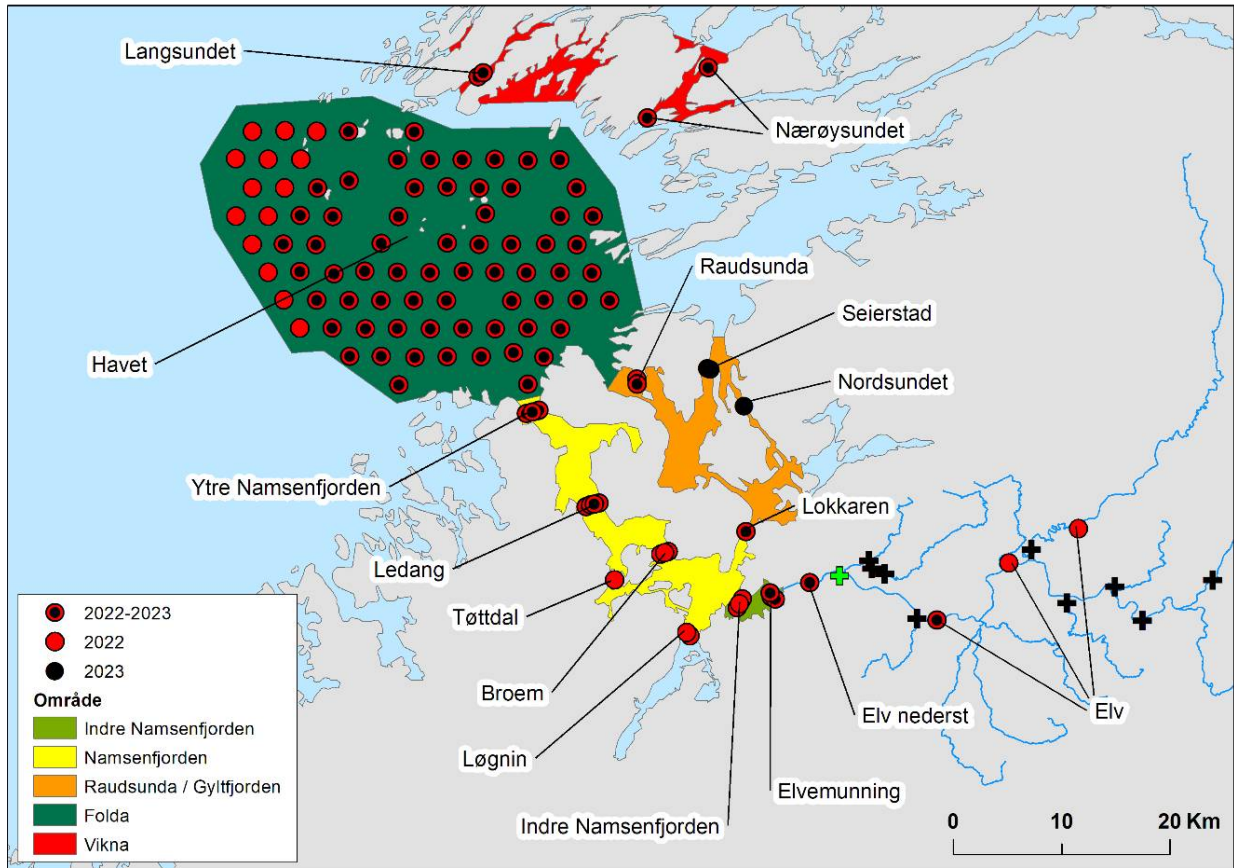 Langsundet
Nærøysundet
Raudsunda
Seierstad
Havet
Nordsundet
Ytre Namsenfjorden
Lokkaren
Ledang
Tøttdal
Broem
Elv nederst
Elv
Løgnin
Elvemunning
Indre Namsenfjorden
2022-2023
2022
2023
Område
Indre Namsenfjorden
Namsenfjorden
Raudsunda / Gyltfjorden
Folda
Vikna
0 10 20 Km